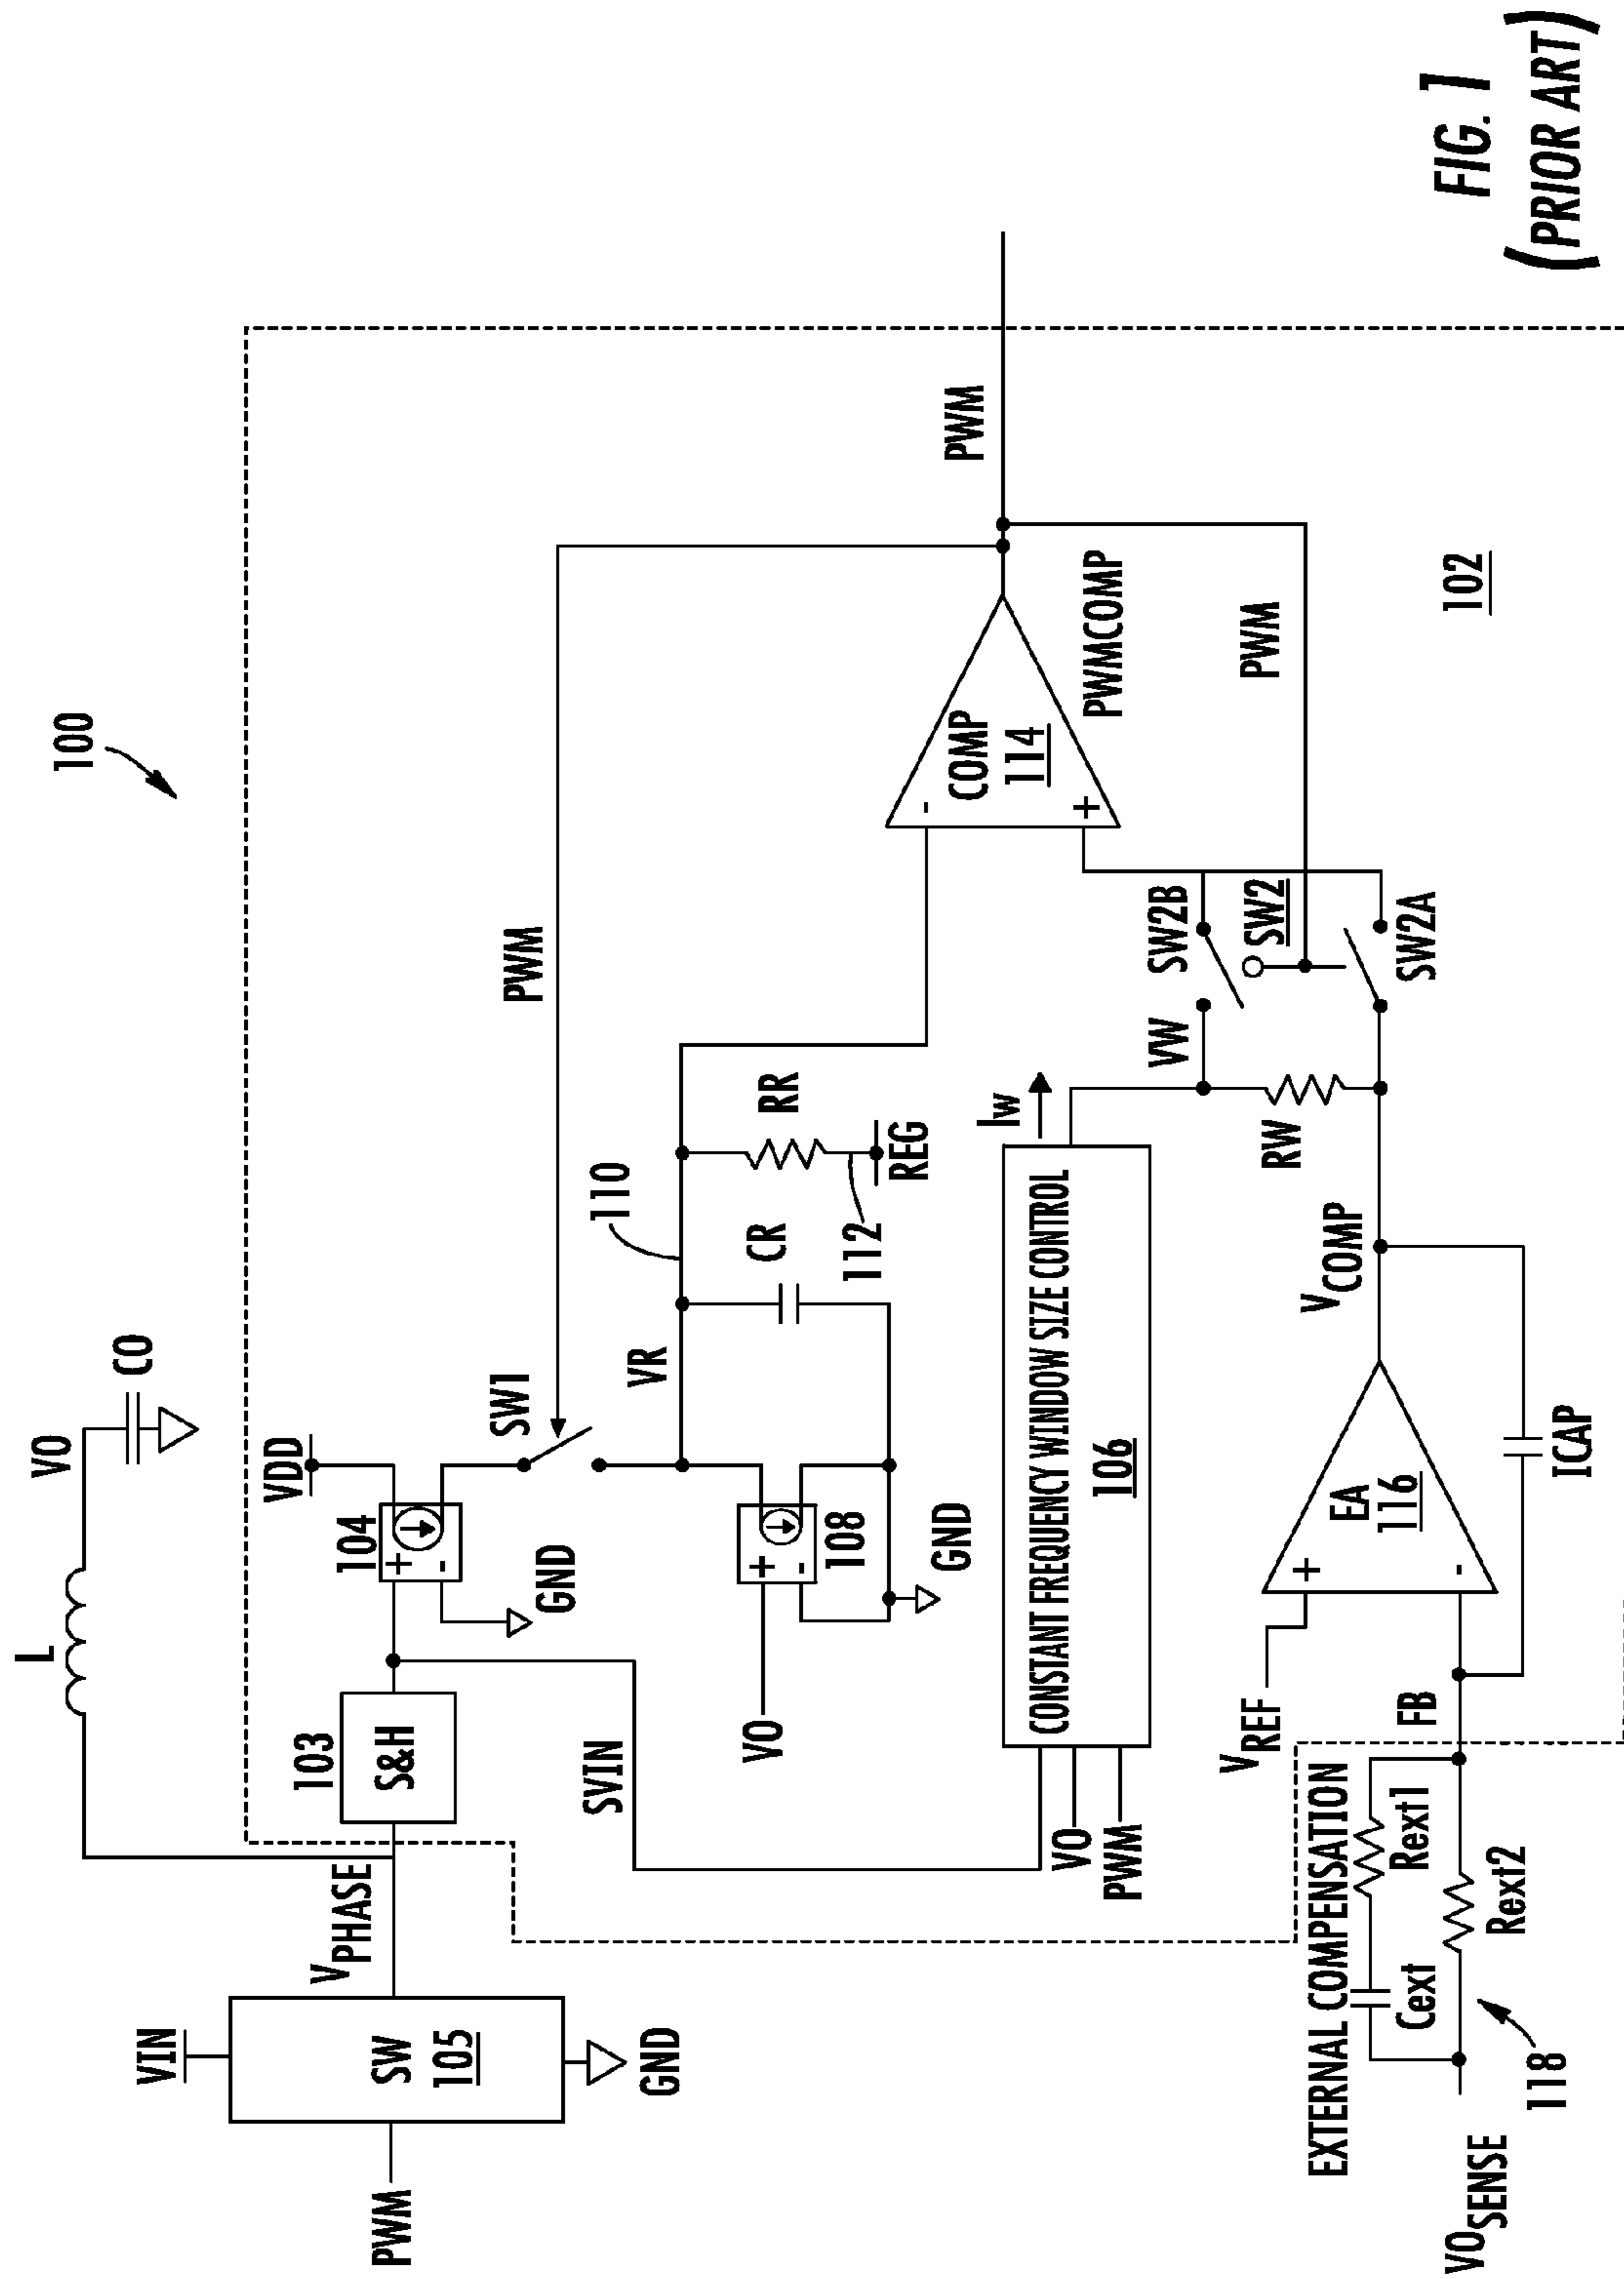 100
L
VO
CO
VIN
SW
105
GND
PWM
VPHASE
103
S&H
VDD
104
+
-
GND
SW1
PWM
SVIN
VO
+
-
108
GND
VR
110
CR
RR
112
REG
-
COMP
114
+
PWMCOMP
PWM
PWM
VO
PWM
CONSTANT FREQUENCY WINDOW SIZE CONTROL
106
Iw
VW
RW
SW2B
SW2
SW2A
102
EXTERNAL COMPENSATION
Cext
Rext1
Rext2
118
VOSENSE
FB
VREF
+
-
EA
116
VCOMP
ICAP
FIG. 1
(PRIOR ART)